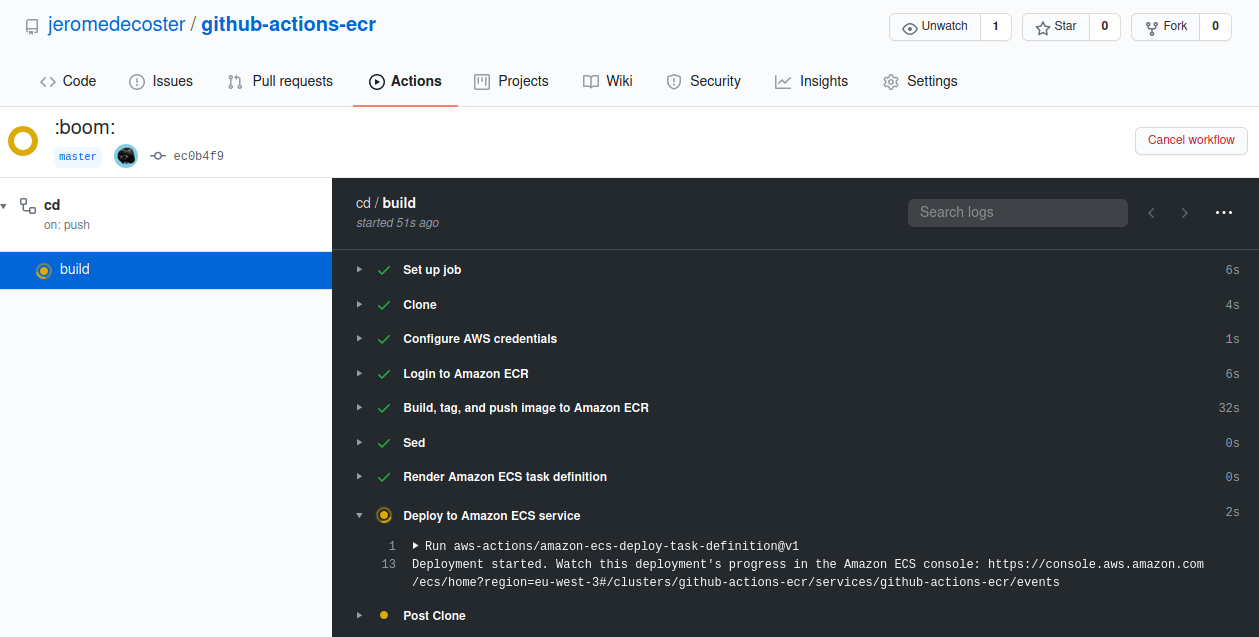 jeromedecoster / github-actions-ecr
Unwatch 1 Star 0 Fork 0
Code Issues Pull requests Actions Projects Wiki Security Insights Settings
:boom:
master ec0b4f9
Cancel workflow
cd
on: push
build
cd / build
started 51s ago
Search logs
Set up job 6s
Clone 4s
Configure AWS credentials 1s
Login to Amazon ECR 6s
Build, tag, and push image to Amazon ECR 32s
Sed 0s
Render Amazon ECS task definition 0s
Deploy to Amazon ECS service 2s
1 Run aws-actions/amazon-ecs-deploy-task-definition@v1
13 Deployment started. Watch this deployment's progress in the Amazon ECS console: https://console.aws.amazon.com
/ecs/home?region=eu-west-3#/clusters/github-actions-ecr/services/github-actions-ecr/events
Post Clone